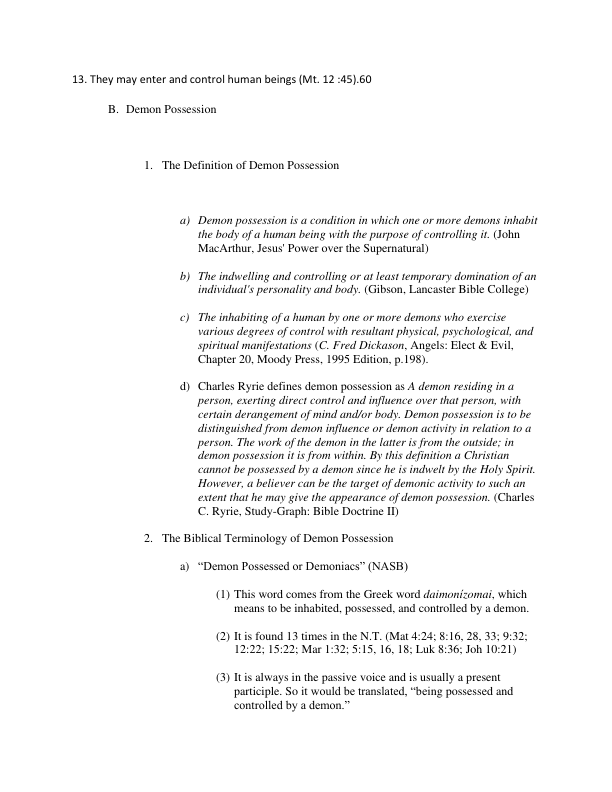 13. They may enter and control human beings (Mt. 12 :45).60
B. Demon Possession
1. The Definition of Demon Possession
a) Demon possession is a condition in which one or more demons inhabit
the body of a human being with the purpose of controlling it. (John
MacArthur, Jesus' Power over the Supernatural)
b) The indwelling and controlling or at least temporary domination of an
individual's personality and body. (Gibson, Lancaster Bible College)
c) The inhabiting of a human by one or more demons who exercise
various degrees of control with resultant physical, psychological, and
spiritual manifestations (C. Fred Dickason, Angels: Elect & Evil,
Chapter 20, Moody Press, 1995 Edition, p.198).
d) Charles Ryrie defines demon possession as A demon residing in a
person, exerting direct control and influence over that person, with
certain derangement of mind and/or body. Demon possession is to be
distinguished from demon influence or demon activity in relation to a
person. The work of the demon in the latter is from the outside; in
demon possession it is from within. By this definition a Christian
cannot be possessed by a demon since he is indwelt by the Holy Spirit.
However, a believer can be the target of demonic activity to such an
extent that he may give the appearance of demon possession. (Charles
C. Ryrie, Study-Graph: Bible Doctrine II)
2. The Biblical Terminology of Demon Possession
a) “Demon Possessed or Demoniacs” (NASB)
(1) This word comes from the Greek word daimonizomai, which
means to be inhabited, possessed, and controlled by a demon.
(2) It is found 13 times in the N.T. (Mat 4:24; 8:16, 28, 33; 9:32;
12:22; 15:22; Mar 1:32; 5:15, 16, 18; Luk 8:36; Joh 10:21)
(3) It is always in the passive voice and is usually a present
participle. So it would be translated, “being possessed and
controlled by a demon.”